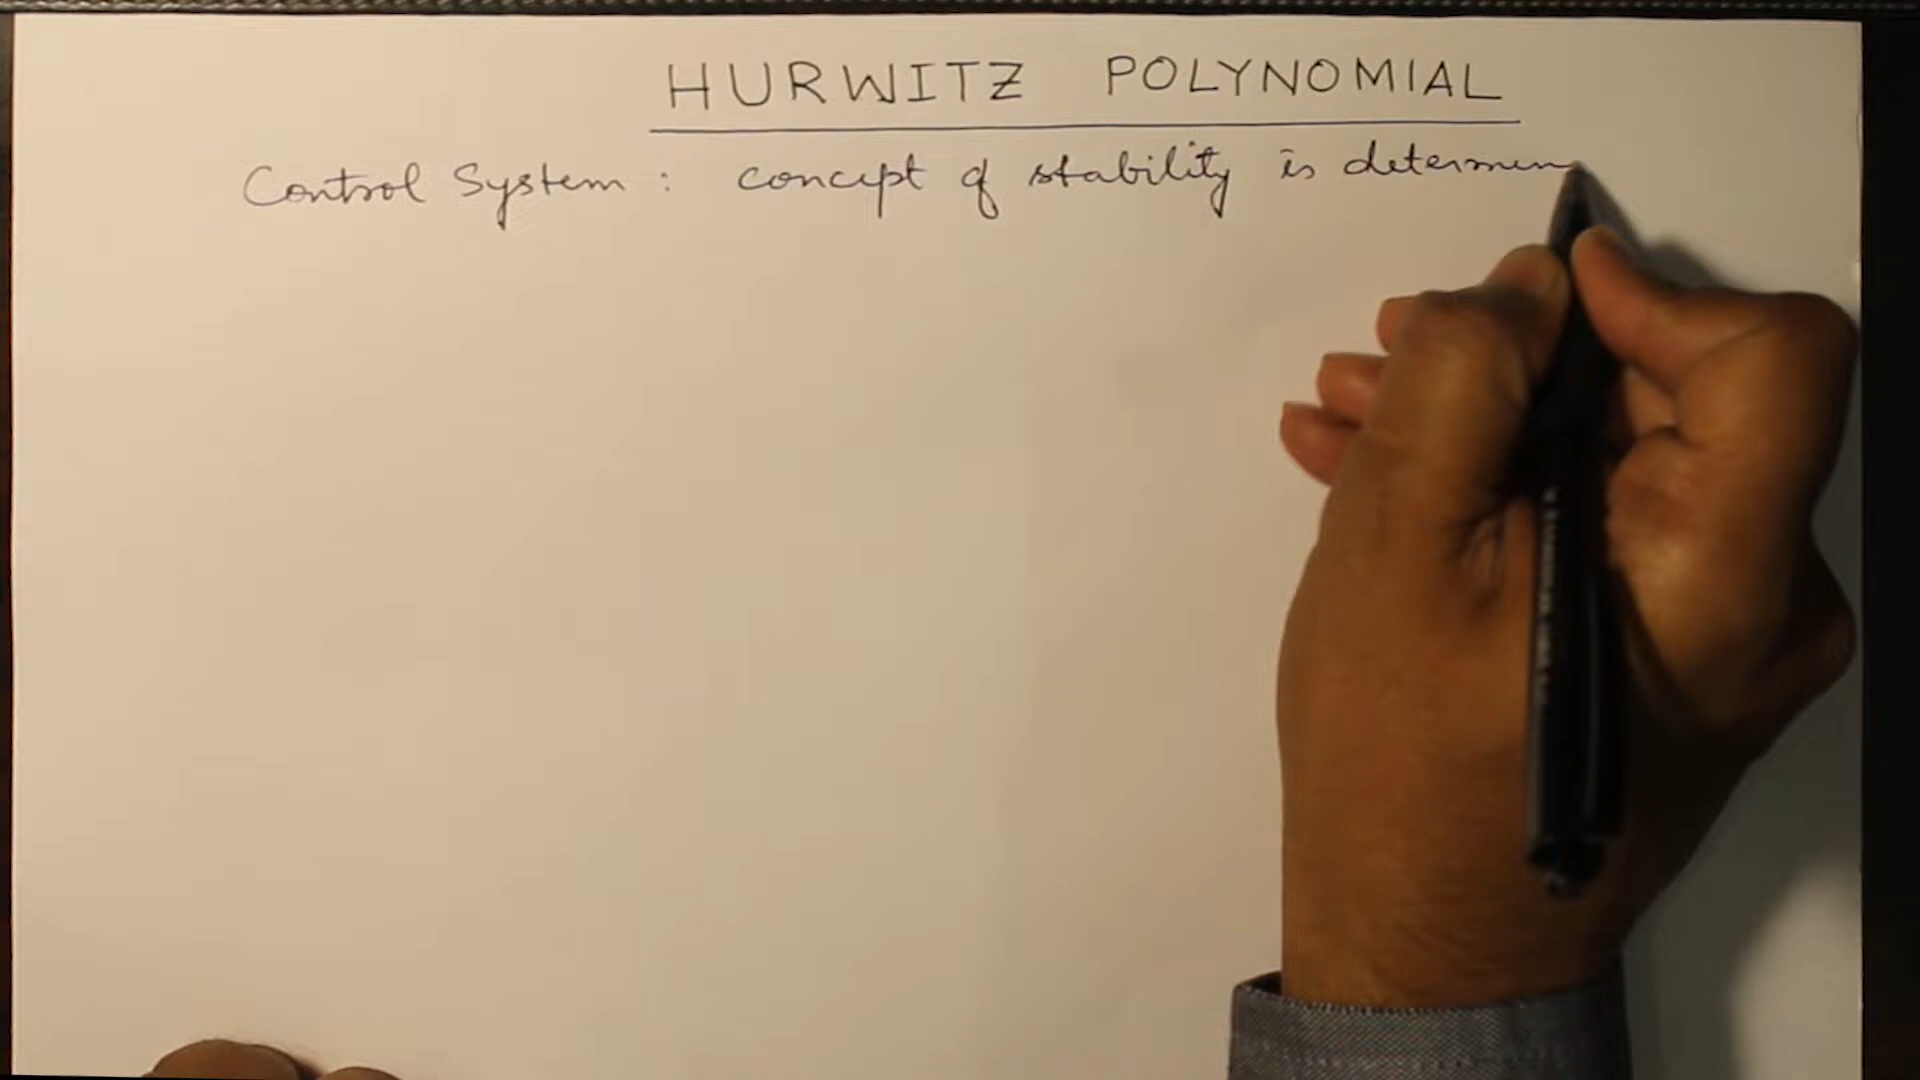 HURWITZ POLYNOMIAL
Control System : concept of stability is determin